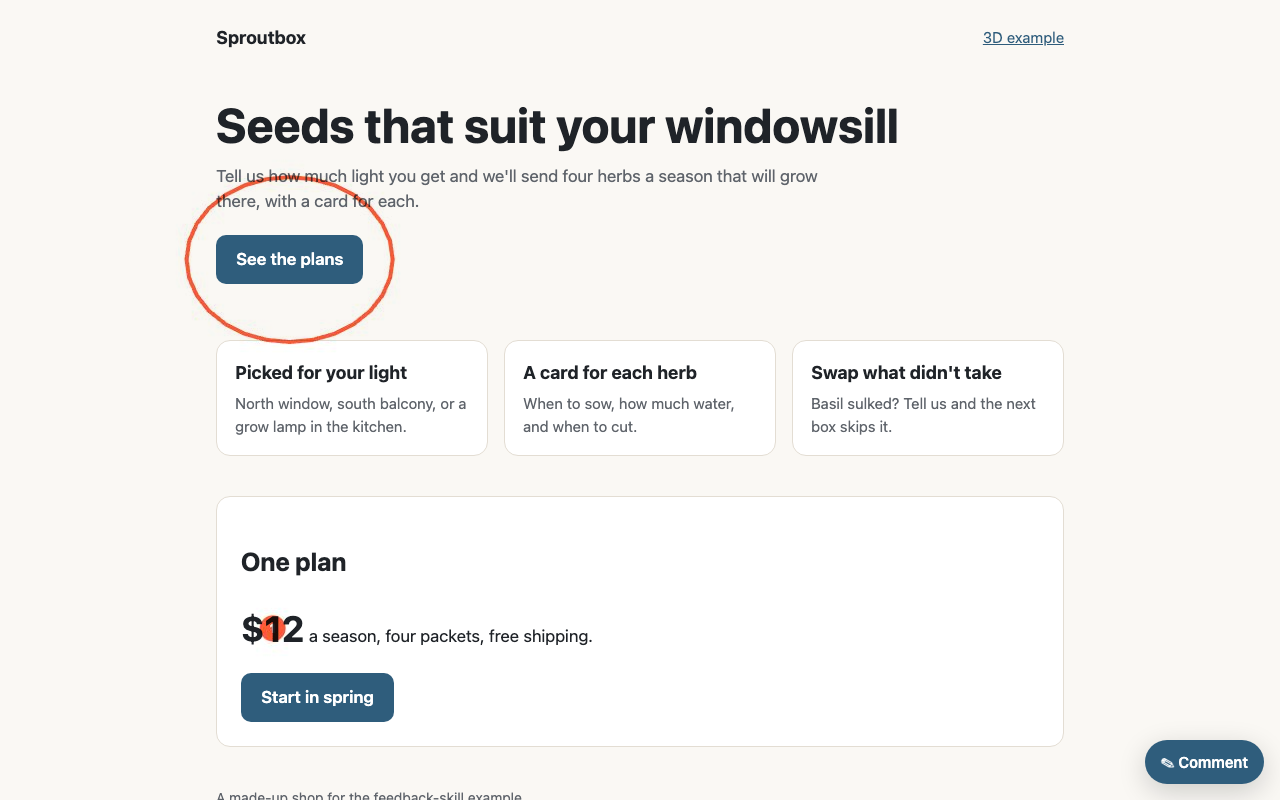 Sproutbox
3D example
Seeds that suit your windowsill
Tell us how much light you get and we'll send four herbs a season that will grow
there, with a card for each.
See the plans
Picked for your light
North window, south balcony, or a
grow lamp in the kitchen.
A card for each herb
When to sow, how much water,
and when to cut.
Swap what didn't take
Basil sulked? Tell us and the next
box skips it.
One plan
$12 a season, four packets, free shipping.
Start in spring
✎ Comment
A made-up shop for the feedback-skill example.